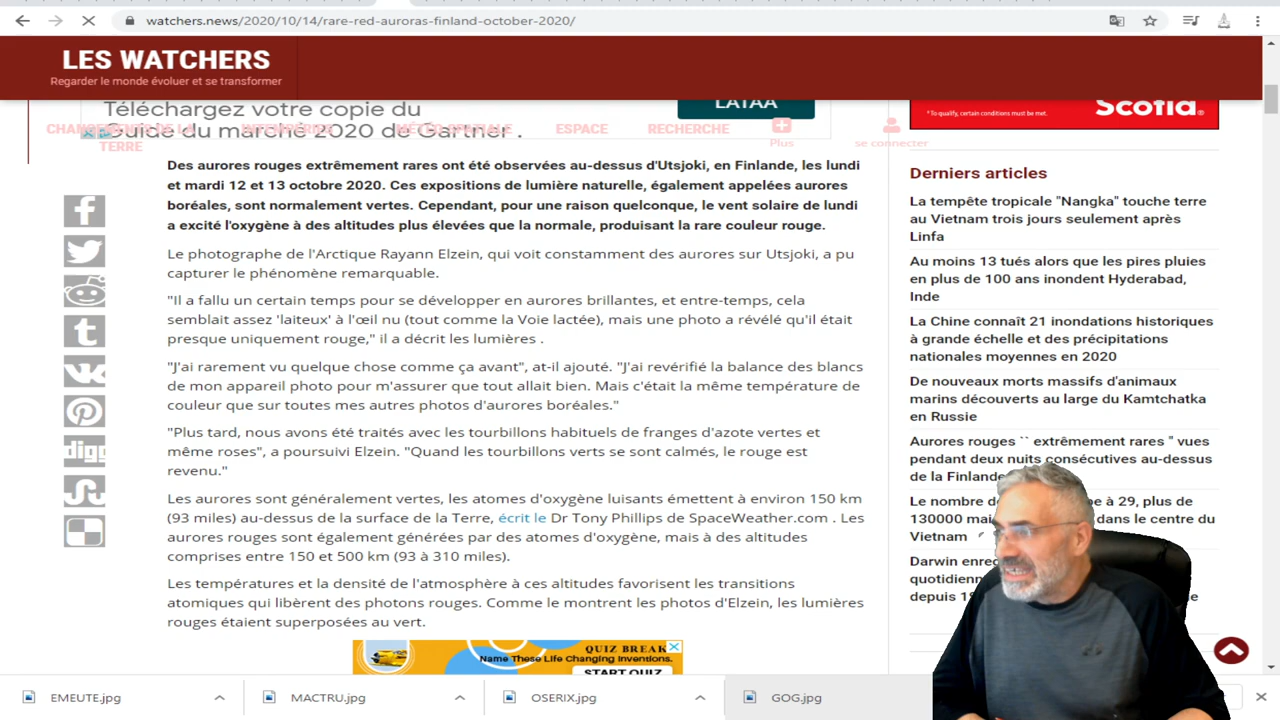 watchers.news/2020/10/14/rare-red-auroras-finland-october-2020/
LES WATCHERS
Regarder le monde évoluer et se transformer
Téléchargez votre copie du
Guide du marché 2020 de Gartner .
LATAA
CHANGEMENTS DE LA
TERRE
ESPACE
RECHERCHE
Plus
se connecter
*To qualify, certain conditions must be met.
Scotia
Des aurores rouges extrêmement rares ont été observées au-dessus d'Utsjoki, en Finlande, les lundi
et mardi 12 et 13 octobre 2020. Ces expositions de lumière naturelle, également appelées aurores
boréales, sont normalement vertes. Cependant, pour une raison quelconque, le vent solaire de lundi
a excité l'oxygène à des altitudes plus élevées que la normale, produisant la rare couleur rouge.
Le photographe de l'Arctique Rayann Elzein, qui voit constamment des aurores sur Utsjoki, a pu
capturer le phénomène remarquable.
"Il a fallu un certain temps pour se développer en aurores brillantes, et entre-temps, cela
semblait assez 'laiteux' à l'œil nu (tout comme la Voie lactée), mais une photo a révélé qu'il était
presque uniquement rouge," il a décrit les lumières .
"J'ai rarement vu quelque chose comme ça avant", at-il ajouté. "J'ai revérifié la balance des blancs
de mon appareil photo pour m'assurer que tout allait bien. Mais c'était la même température de
couleur que sur toutes mes autres photos d'aurores boréales."
"Plus tard, nous avons été traités avec les tourbillons habituels de franges d'azote vertes et
même roses", a poursuivi Elzein. "Quand les tourbillons verts se sont calmés, le rouge est
revenu."
Les aurores sont généralement vertes, les atomes d'oxygène luisants émettent à environ 150 km
(93 miles) au-dessus de la surface de la Terre, écrit le Dr Tony Phillips de SpaceWeather.com . Les
aurores rouges sont également générées par des atomes d'oxygène, mais à des altitudes
comprises entre 150 et 500 km (93 à 310 miles).
Les températures et la densité de l'atmosphère à ces altitudes favorisent les transitions
atomiques qui libèrent des photons rouges. Comme le montrent les photos d'Elzein, les lumières
rouges étaient superposées au vert.
digg
QUIZ BREAK
Name These Life Changing Inventions.
START QUIZ
Derniers articles
La tempête tropicale "Nangka" touche terre
au Vietnam trois jours seulement après
Linfa
Au moins 13 tués alors que les pires pluies
en plus de 100 ans inondent Hyderabad,
Inde
La Chine connaît 21 inondations historiques
à grande échelle et des précipitations
nationales moyennes en 2020
De nouveaux morts massifs d'animaux
marins découverts au large du Kamtchatka
en Russie
Aurores rouges `` extrêmement rares '' vues
pendant deux nuits consécutives au-dessus
de la Finlande
Le nombre de à 29, plus de
130000 dans le centre du
Vietnam
Darwin
depuis
EMEUTE.jpg
MACTRU.jpg
OSERIX.jpg
GOG.jpg